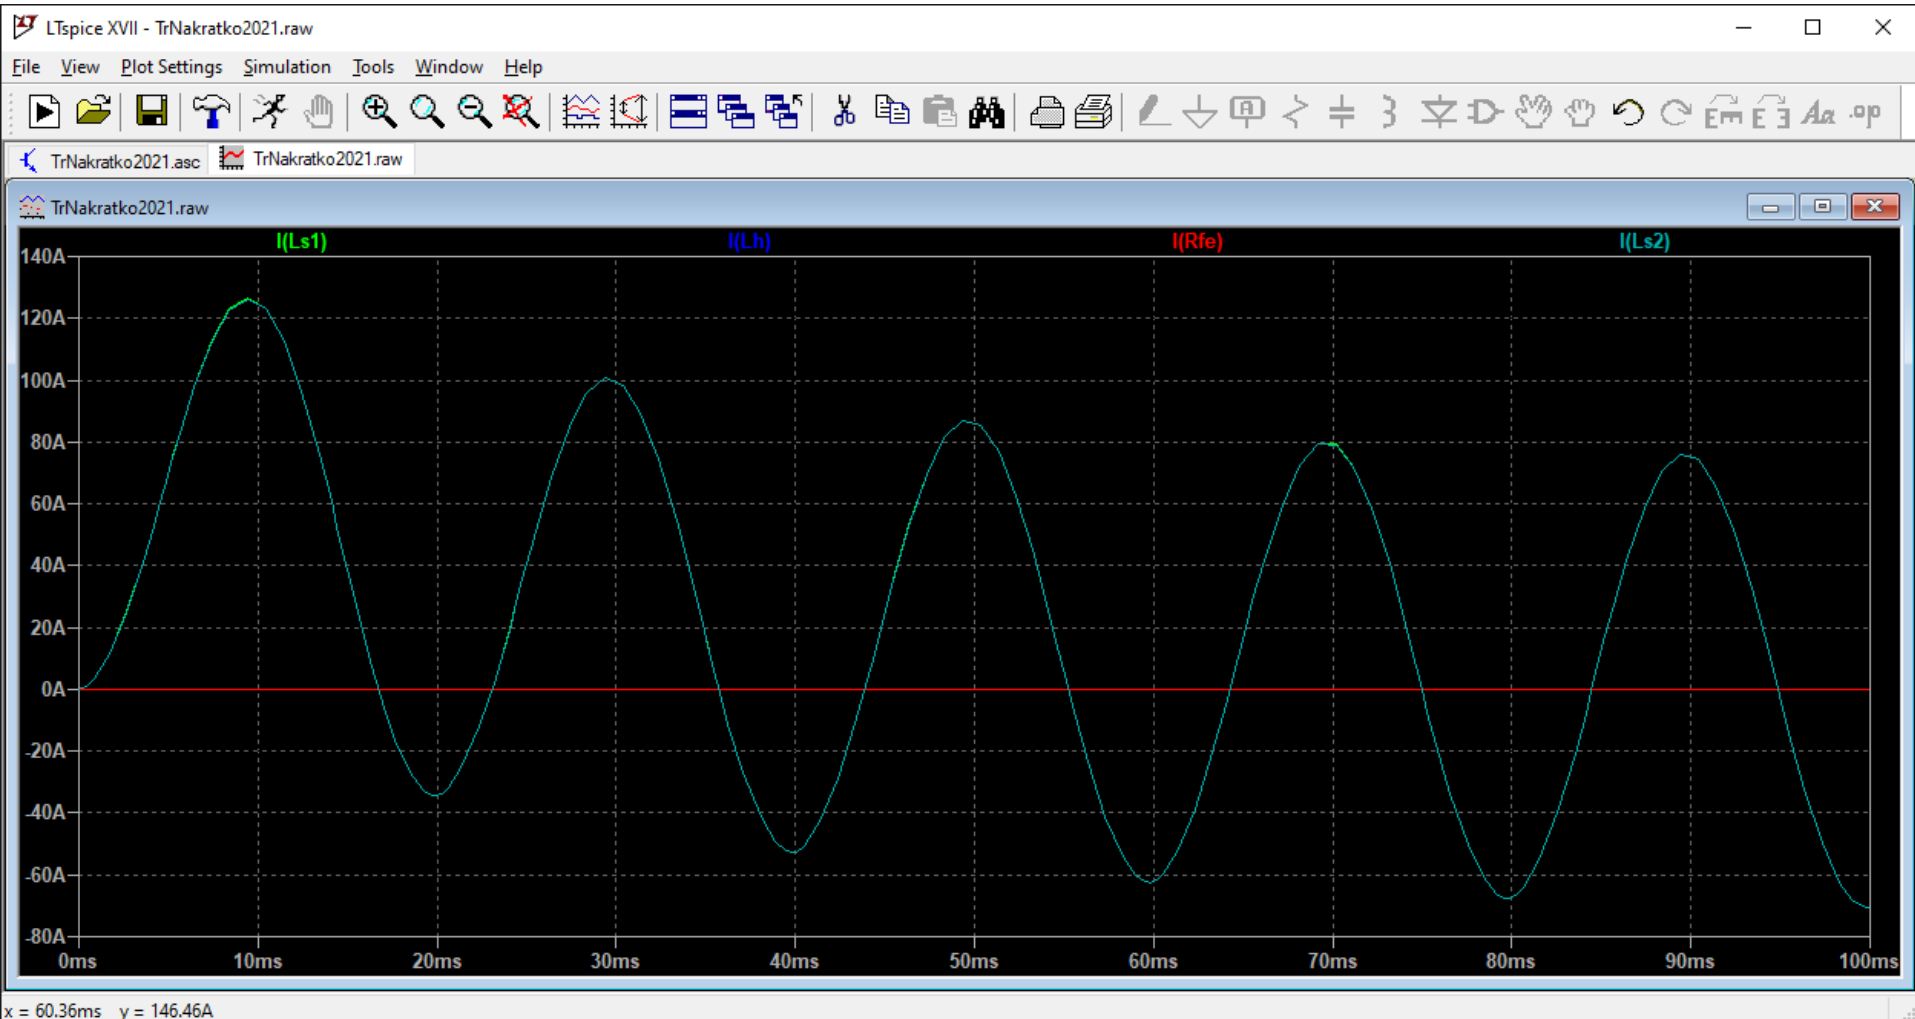 LTspice XVII - TrNakratko2021.raw
File View Plot Settings Simulation Tools Window Help
Aa .op
TrNakratko2021.asc TrNakratko2021.raw
TrNakratko2021.raw
I(Ls1) I(Lh) I(Rfe) I(Ls2)
140A
120A
100A
80A
60A
40A
20A
0A
-20A
-40A
-60A
-80A
0ms 10ms 20ms 30ms 40ms 50ms 60ms 70ms 80ms 90ms 100ms
x = 60.36ms y = 146.46A